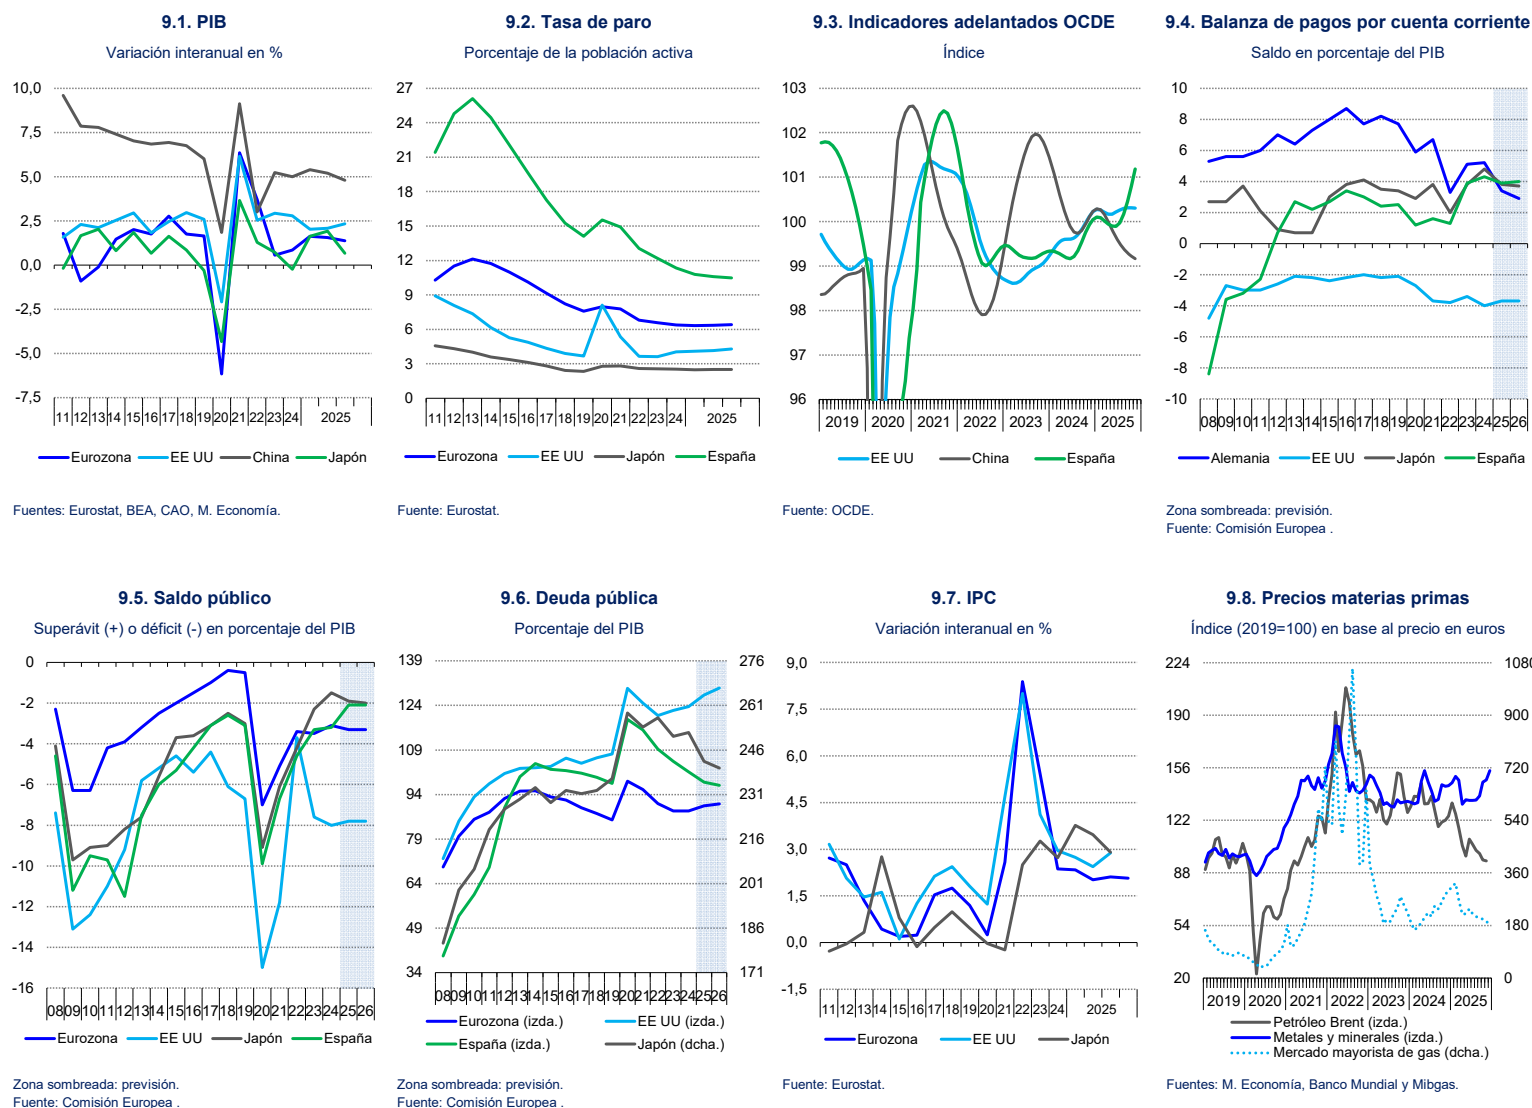 9.1. PIB
Variación interanual en %
10,0
7,5
5,0
2,5
0,0
-2,5
-5,0
-7,5
11 12 13 14 15 16 17 18 19 20 21 22 23 24 2025
Eurozona EE UU China Japón
Fuentes: Eurostat, BEA, CAO, M. Economía.
9.2. Tasa de paro
Porcentaje de la población activa
27
24
21
18
15
12
9
6
3
0
11 12 13 14 15 16 17 18 19 20 21 22 23 24 2025
Eurozona EE UU Japón España
Fuente: Eurostat.
9.3. Indicadores adelantados OCDE
Índice
103
102
101
100
99
98
97
96
2019 2020 2021 2022 2023 2024 2025
EE UU China España
Fuente: OCDE.
9.4. Balanza de pagos por cuenta corriente
Saldo en porcentaje del PIB
10
8
6
4
2
0
-2
-4
-6
-8
-10
08 09 10 11 12 13 14 15 16 17 18 19 20 21 22 23 24 25 26
Alemania EE UU Japón España
Zona sombreada: previsión.
Fuente: Comisión Europea .
9.5. Saldo público
Superávit (+) o déficit (-) en porcentaje del PIB
0
-2
-4
-6
-8
-10
-12
-14
-16
08 09 10 11 12 13 14 15 16 17 18 19 20 21 22 23 24 25 26
Eurozona EE UU Japón España
Zona sombreada: previsión.
Fuente: Comisión Europea .
9.6. Deuda pública
Porcentaje del PIB
139 276
124 261
109 246
94 231
79 216
64 201
49 186
34 171
08 09 10 11 12 13 14 15 16 17 18 19 20 21 22 23 24 25 26
Eurozona (izda.) EE UU (izda.)
España (izda.) Japón (dcha.)
Zona sombreada: previsión.
Fuente: Comisión Europea .
9.7. IPC
Variación interanual en %
9,0
7,5
6,0
4,5
3,0
1,5
0,0
-1,5
11 12 13 14 15 16 17 18 19 20 21 22 23 24 2025
Eurozona EE UU Japón
Fuente: Eurostat.
9.8. Precios materias primas
Índice (2019=100) en base al precio en euros
224 1080
190 900
156 720
122 540
88 360
54 180
20 0
2019 2020 2021 2022 2023 2024 2025
Petróleo Brent (izda.)
Metales y minerales (izda.)
Mercado mayorista de gas (dcha.)
Fuentes: M. Economía, Banco Mundial y Mibgas.